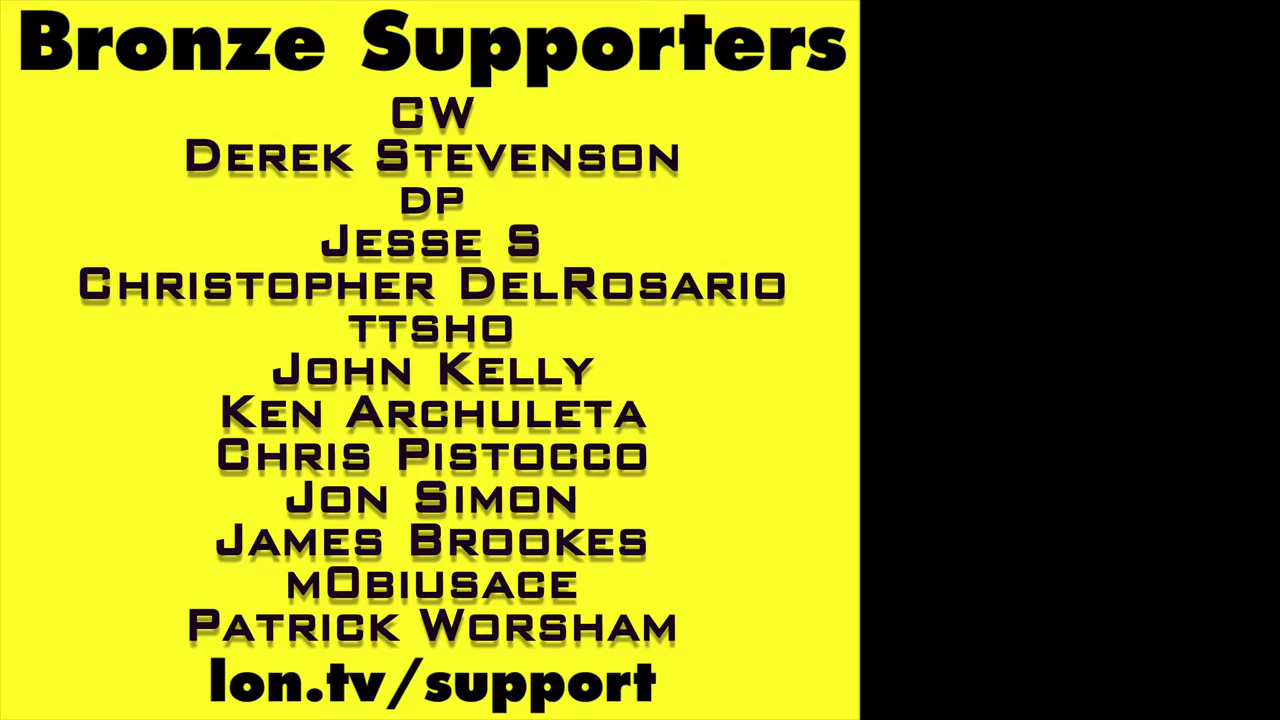 Bronze Supporters
CW
Derek Stevenson
DP
Jesse S
Christopher DelRosario
ttsho
John Kelly
Ken Archuleta
Chris Pistocco
Jon Simon
James Brookes
m0biusace
Patrick Worsham
lon.tv/support